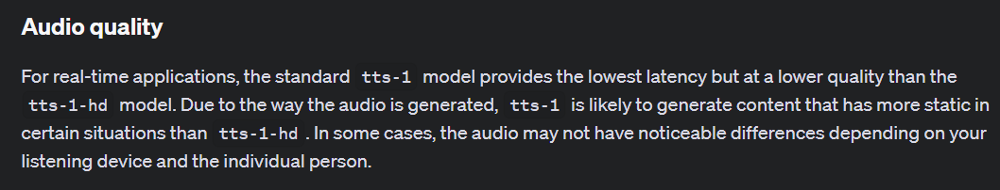 Audio quality
For real-time applications, the standard tts-1 model provides the lowest latency but at a lower quality than the
tts-1-hd model. Due to the way the audio is generated, tts-1 is likely to generate content that has more static in
certain situations than tts-1-hd . In some cases, the audio may not have noticeable differences depending on your
listening device and the individual person.